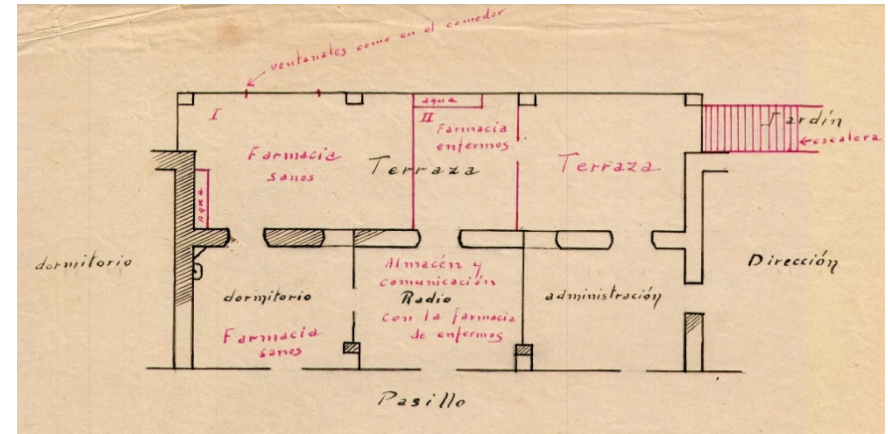 ventanales como en el comedor
I
agua
II
Farmacia
enfermos
Jardín
escalera
Farmacia
sanos
Terraza
Terraza
agua
dormitorio
dormitorio
Farmacia
sanos
Almacén y
comunicación
Radio
con la farmacia
de enfermos
administración
Dirección
Pasillo